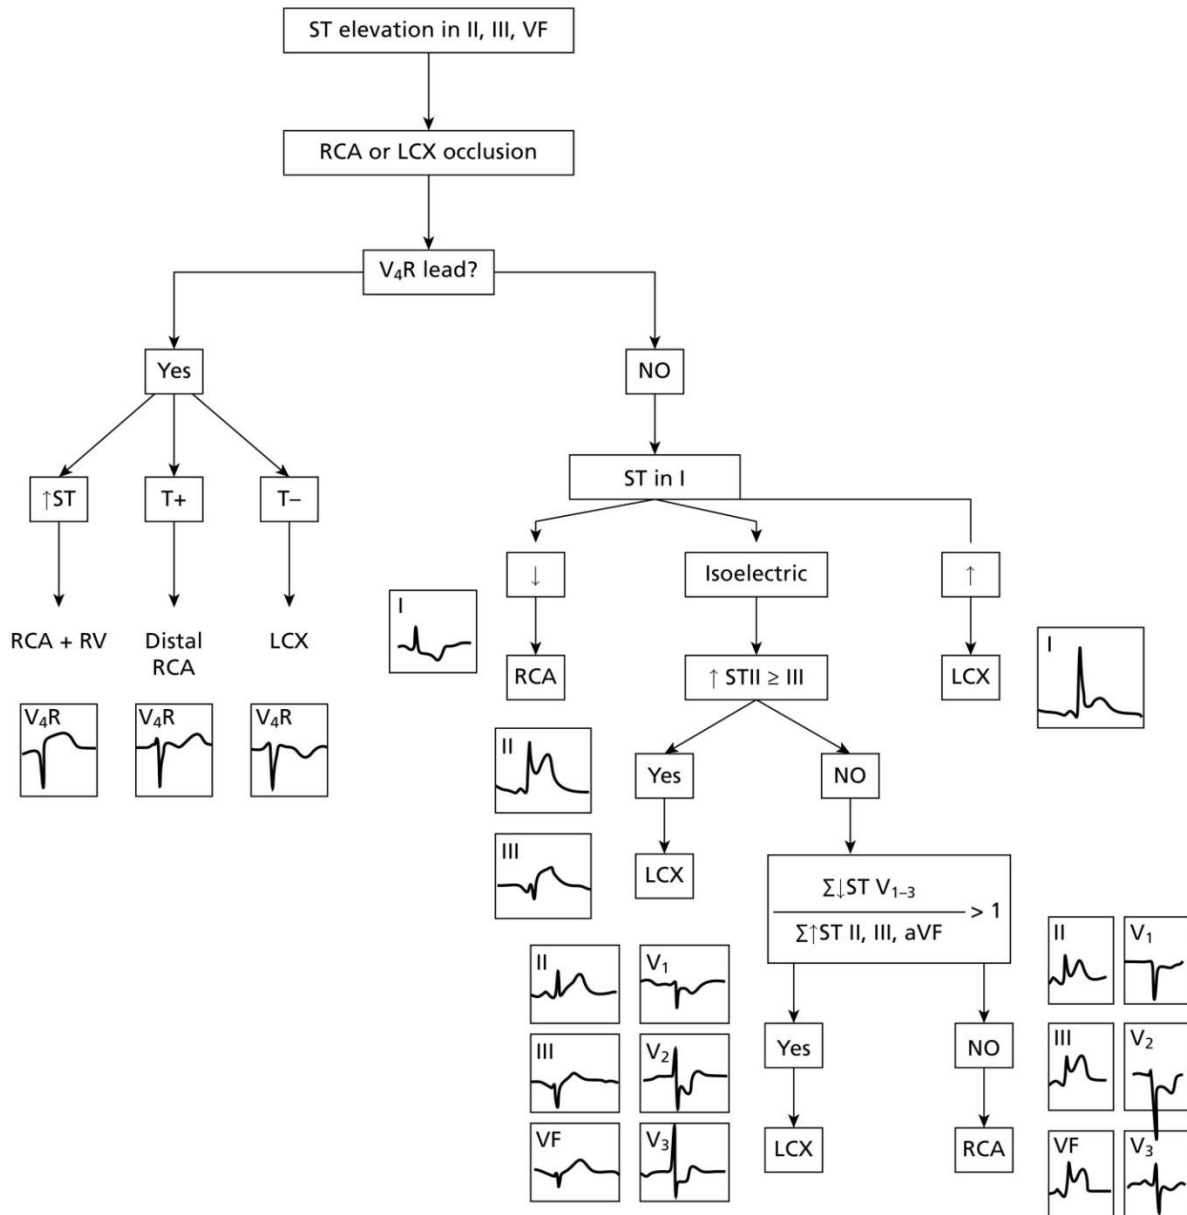 ST elevation in II, III, VF
RCA or LCX occlusion
V₄R lead?
Yes
NO
ST in I
↑ST
T+
T−
↓
Isoelectric
↑
RCA + RV
Distal
RCA
LCX
I
RCA
↑ STII ≥ III
LCX
I
V₄R
V₄R
V₄R
II
III
Yes
NO
LCX
Σ↓ST V₁₋₃
Σ↑ST II, III, aVF
> 1
II
V₁
III
V₂
VF
V₃
Yes
NO
LCX
RCA
II
V₁
III
V₂
VF
V₃